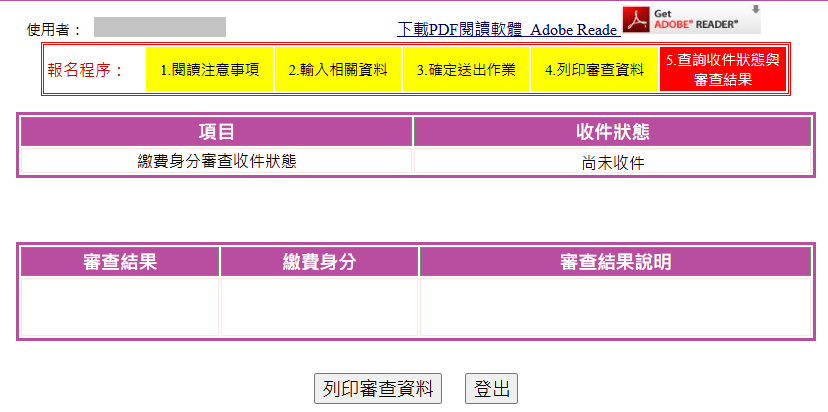 使用者：
下載PDF閱讀軟體 Adobe Reade
Get
ADOBE® READER®
報名程序：
1.閱讀注意事項
2.輸入相關資料
3.確定送出作業
4.列印審查資料
5.查詢收件狀態與
審查結果
項目 收件狀態
繳費身分審查收件狀態 尚未收件
審查結果 繳費身分 審查結果說明
列印審查資料 登出